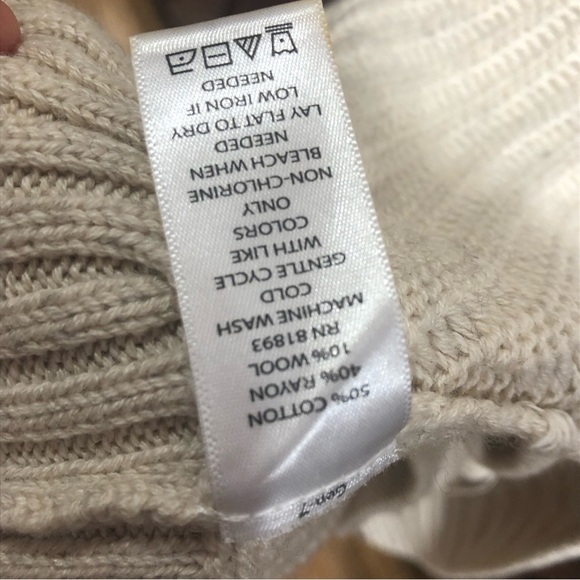 50% COTTON
40% RAYON
10% WOOL
RN 81893
MACHINE WASH
COLD
GENTLE CYCLE
WITH LIKE
COLORS
ONLY
NON-CHLORINE
BLEACH WHEN
NEEDED
LAY FLAT TO DRY
LOW IRON IF
NEEDED